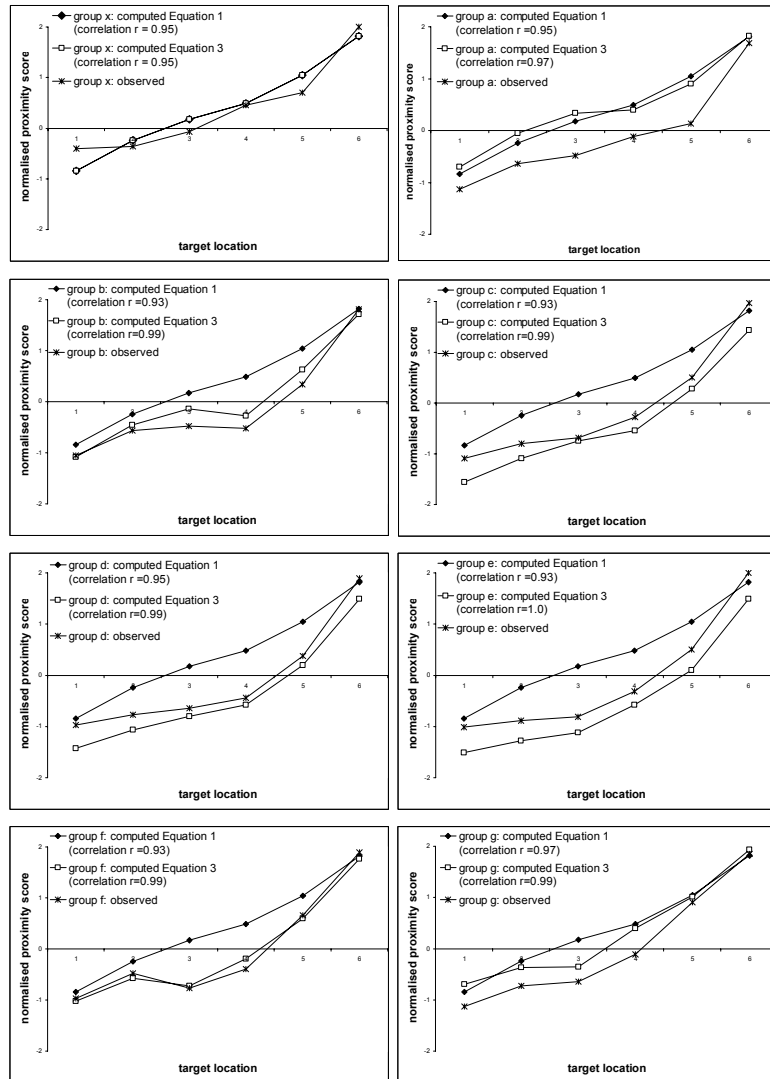 group x: computed Equation 1
(correlation r = 0.95)
group x: computed Equation 3
(correlation r = 0.95)
group x: observed
normalised proximity score
2
1
0
-1
-2
1 2 3 4 5 6
target location
group a: computed Equation 1
(correlation r=0.95)
group a: computed Equation 3
(correlation r=0.97)
group a: observed
normalised proximity score
2
1
0
-1
-2
1 2 3 4 5 6
target location
group b: computed Equation 1
(correlation r =0.93)
group b: computed Equation 3
(correlation r=0.99)
group b: observed
normalised proximity score
2
1
0
-1
-2
1 2 3 4 5 6
target location
group c: computed Equation 1
(correlation r =0.93)
group c: computed Equation 3
(correlation r=0.99)
group c: observed
normalised proximity score
2
1
0
-1
-2
1 2 3 4 5 6
target location
group d: computed Equation 1
(correlation r =0.95)
group d: computed Equation 3
(correlation r=0.99)
group d: observed
normalised proximity score
2
1
0
-1
-2
1 2 3 4 5 6
target location
group e: computed Equation 1
(correlation r =0.93)
group e: computed Equation 3
(correlation r=1.0)
group e: observed
normalised proximity score
2
1
0
-1
-2
1 2 3 4 5 6
target location
group f: computed Equation 1
(correlation r =0.93)
group f: computed Equation 3
(correlation r=0.99)
group f: observed
normalised proximity score
2
1
0
-1
-2
1 2 3 4 5 6
target location
group g: computed Equation 1
(correlation r =0.97)
group g: computed Equation 3
(correlation r=0.99)
group g: observed
normalised proximity score
2
1
0
-1
-2
1 2 3 4 5 6
target location